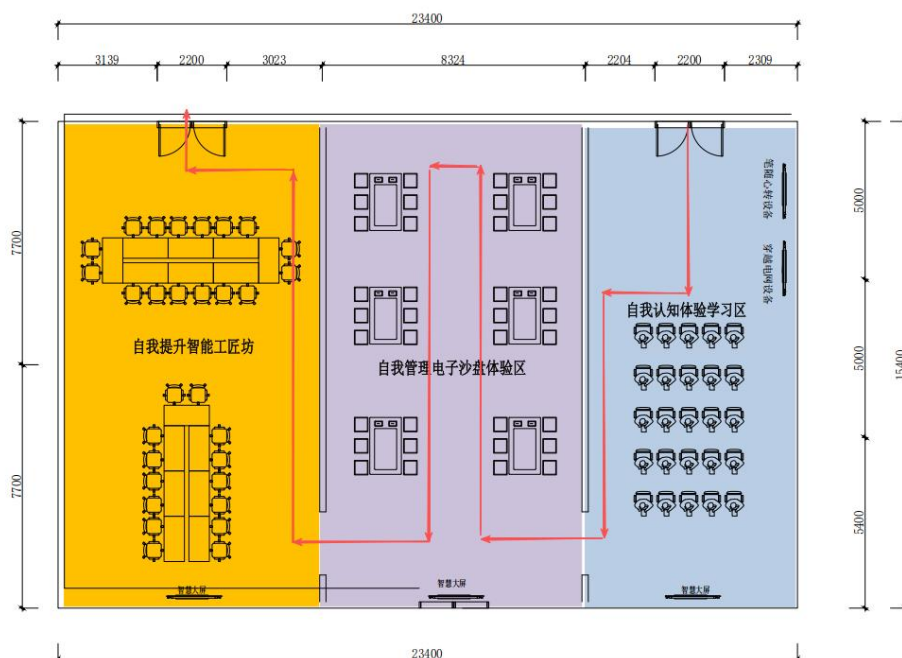 23400
3139 2200 3023 8324 2204 2200 2309
笔随心转设备
5000
7700
穿越电网设备
自我认知体验学习区
自我提升智能工匠坊
自我管理电子沙盘体验区
5000
15400
7700
5400
智慧大屏
智慧大屏
智慧大屏
23400